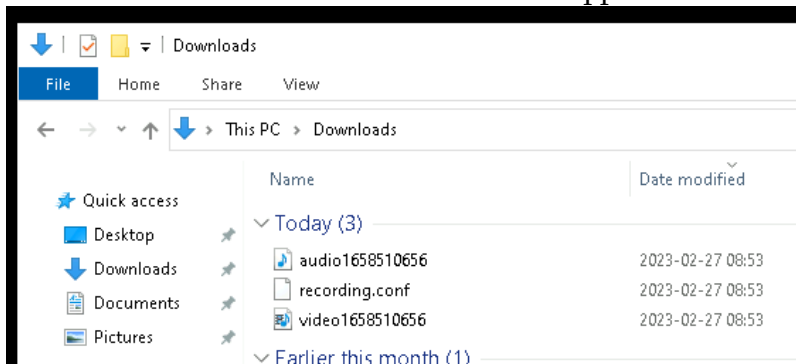 Downloads
File Home Share View
This PC > Downloads
Name Date modified
Quick access
Desktop
Downloads
Documents
Pictures
Today (3)
audio1658510656 2023-02-27 08:53
recording.conf 2023-02-27 08:53
video1658510656 2023-02-27 08:53
Earlier this month (1)